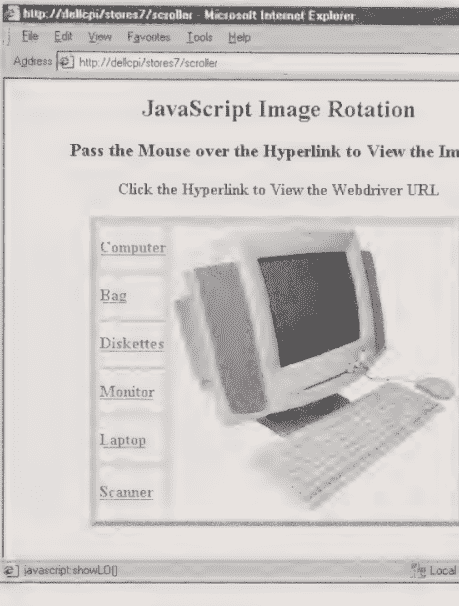 http://dellcpi/stores7/scroller - Microsoft Internet Explorer
File Edit View Favorites Tools Help
Address http://dellcpi/stores7/scroller
JavaScript Image Rotation
Pass the Mouse over the Hyperlink to View the Im
Click the Hyperlink to View the Webdriver URL
Computer
Bag
Diskettes
Monitor
Laptop
Scanner
javascript:showLO()
Local